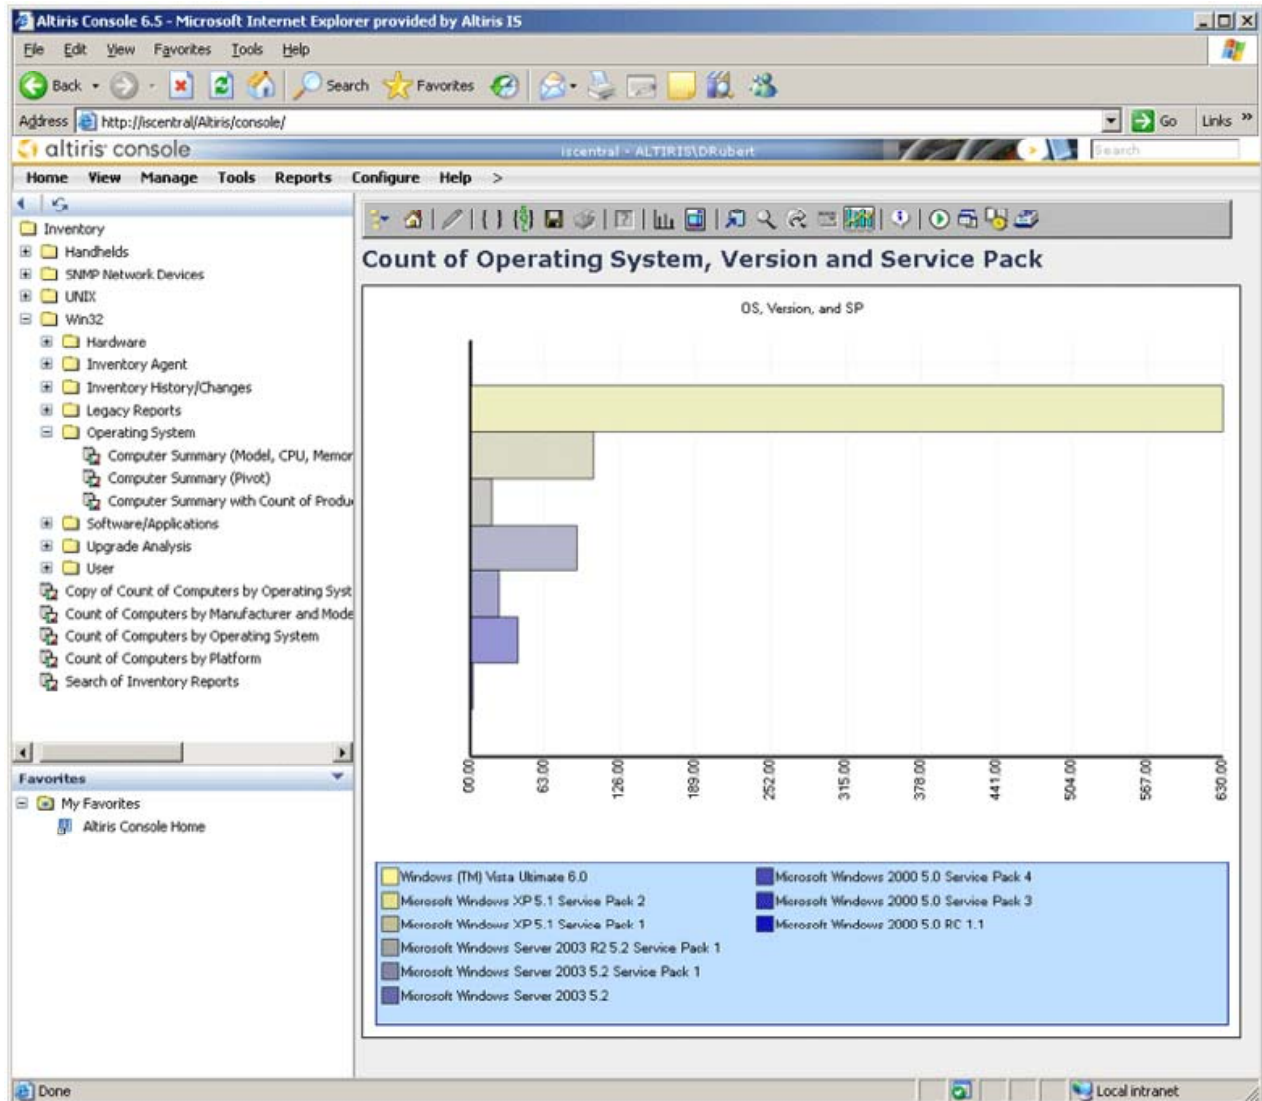 Altiris Console 6.5 - Microsoft Internet Explorer provided by Altiris IS
File Edit View Favorites Tools Help
Back Search Favorites
Address http://iscentral/Altiris/console/ Go Links »
altiris console iscentral - ALTIRIS\DRubert Search
Home View Manage Tools Reports Configure Help >
Inventory
Handhelds
SNMP Network Devices
UNIX
Win32
Hardware
Inventory Agent
Inventory History/Changes
Legacy Reports
Operating System
Computer Summary (Model, CPU, Memor
Computer Summary (Pivot)
Computer Summary with Count of Produ
Software/Applications
Upgrade Analysis
User
Copy of Count of Computers by Operating Syst
Count of Computers by Manufacturer and Mode
Count of Computers by Operating System
Count of Computers by Platform
Search of Inventory Reports
Favorites
My Favorites
Altiris Console Home
Count of Operating System, Version and Service Pack
OS, Version, and SP
00.00 63.00 126.00 189.00 252.00 315.00 378.00 441.00 504.00 567.00 630.00
Windows (TM) Vista Ultimate 6.0
Microsoft Windows XP 5.1 Service Pack 2
Microsoft Windows XP 5.1 Service Pack 1
Microsoft Windows Server 2003 R2 5.2 Service Pack 1
Microsoft Windows Server 2003 5.2 Service Pack 1
Microsoft Windows Server 2003 5.2
Microsoft Windows 2000 5.0 Service Pack 4
Microsoft Windows 2000 5.0 Service Pack 3
Microsoft Windows 2000 5.0 RC 1.1
Done Local intranet